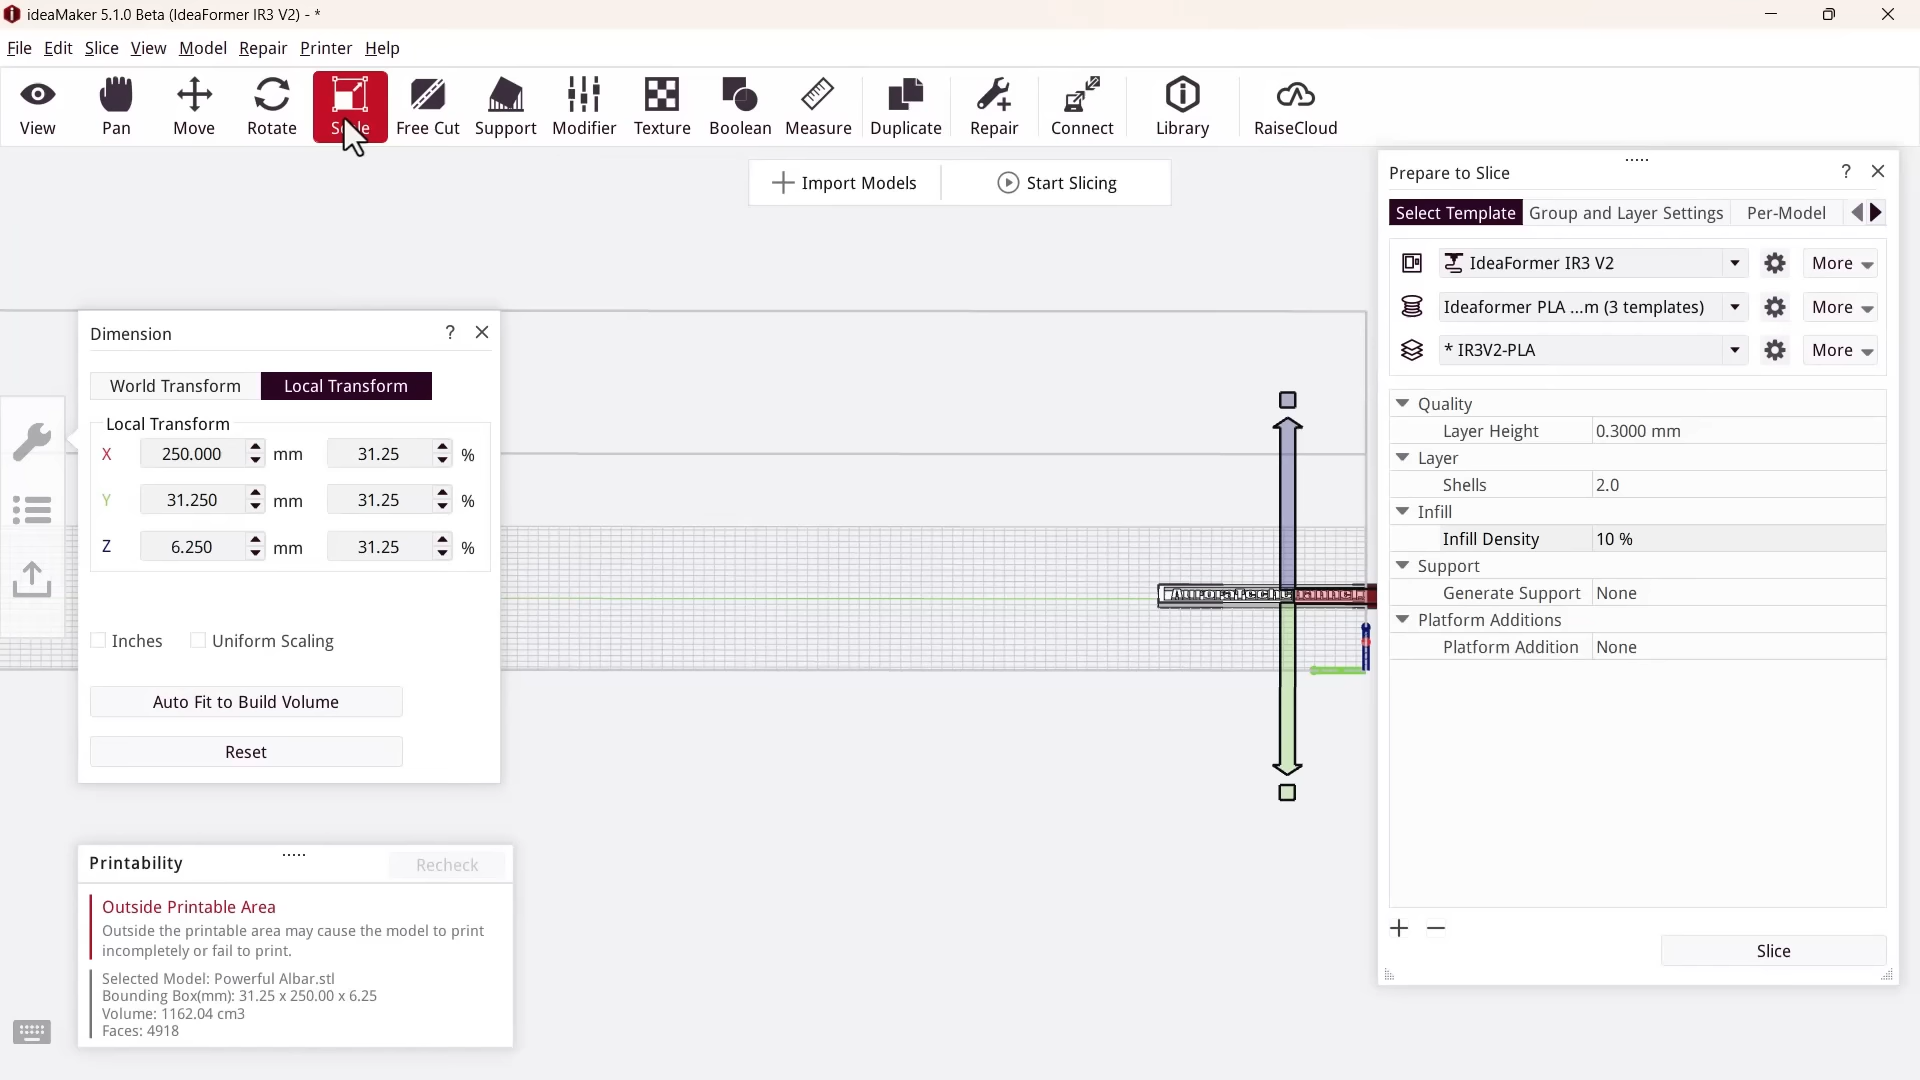 ideaMaker 5.1.0 Beta (IdeaFormer IR3 V2) - *
File Edit Slice View Model Repair Printer Help
View Pan Move Rotate Scale Free Cut Support Modifier Texture Boolean Measure Duplicate Repair Connect Library RaiseCloud
Import Models Start Slicing
Dimension ?
World Transform Local Transform
Local Transform
X 250.000 mm 31.25 %
Y 31.250 mm 31.25 %
Z 6.250 mm 31.25 %
Inches Uniform Scaling
Auto Fit to Build Volume
Reset
Printability Recheck
Outside Printable Area
Outside the printable area may cause the model to print
incompletely or fail to print.
Selected Model: Powerful Albar.stl
Bounding Box(mm): 31.25 x 250.00 x 6.25
Volume: 1162.04 cm3
Faces: 4918
Prepare to Slice ?
Select Template Group and Layer Settings Per-Model
IdeaFormer IR3 V2 More
Ideaformer PLA ...m (3 templates) More
* IR3V2-PLA More
Quality
Layer Height 0.3000 mm
Layer
Shells 2.0
Infill
Infill Density 10 %
Support
Generate Support None
Platform Additions
Platform Addition None
Slice